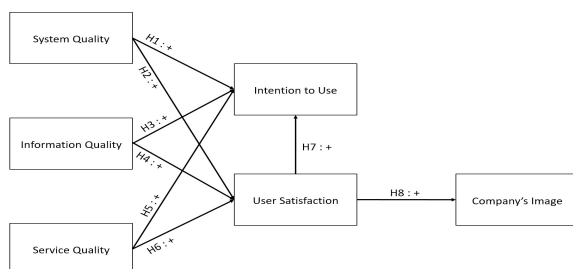 System Quality
H1 : +
H2 : +
Intention to Use
H3 : +
Information Quality
H4 : +
H7 : +
H5 : +
User Satisfaction
H8 : +
Company's Image
H6 : +
Service Quality